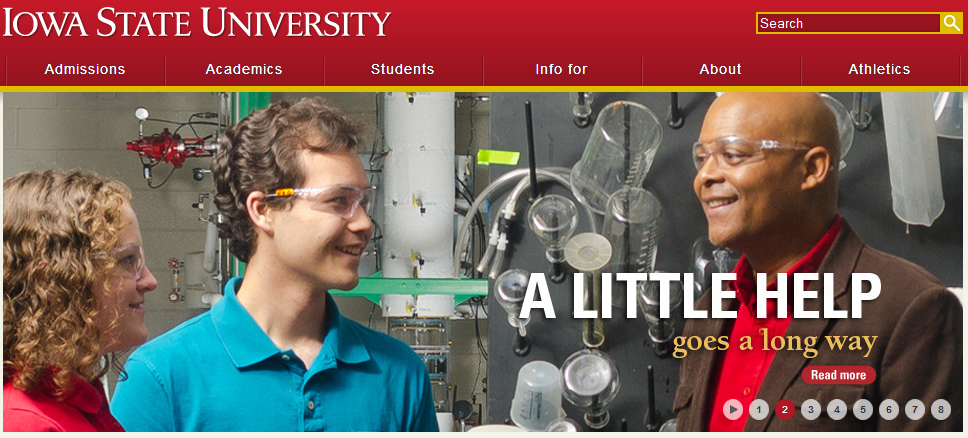 IOWA STATE UNIVERSITY
Search
Admissions Academics Students Info for About Athletics
A LITTLE HELP
goes a long way
Read more
1 2 3 4 5 6 7 8